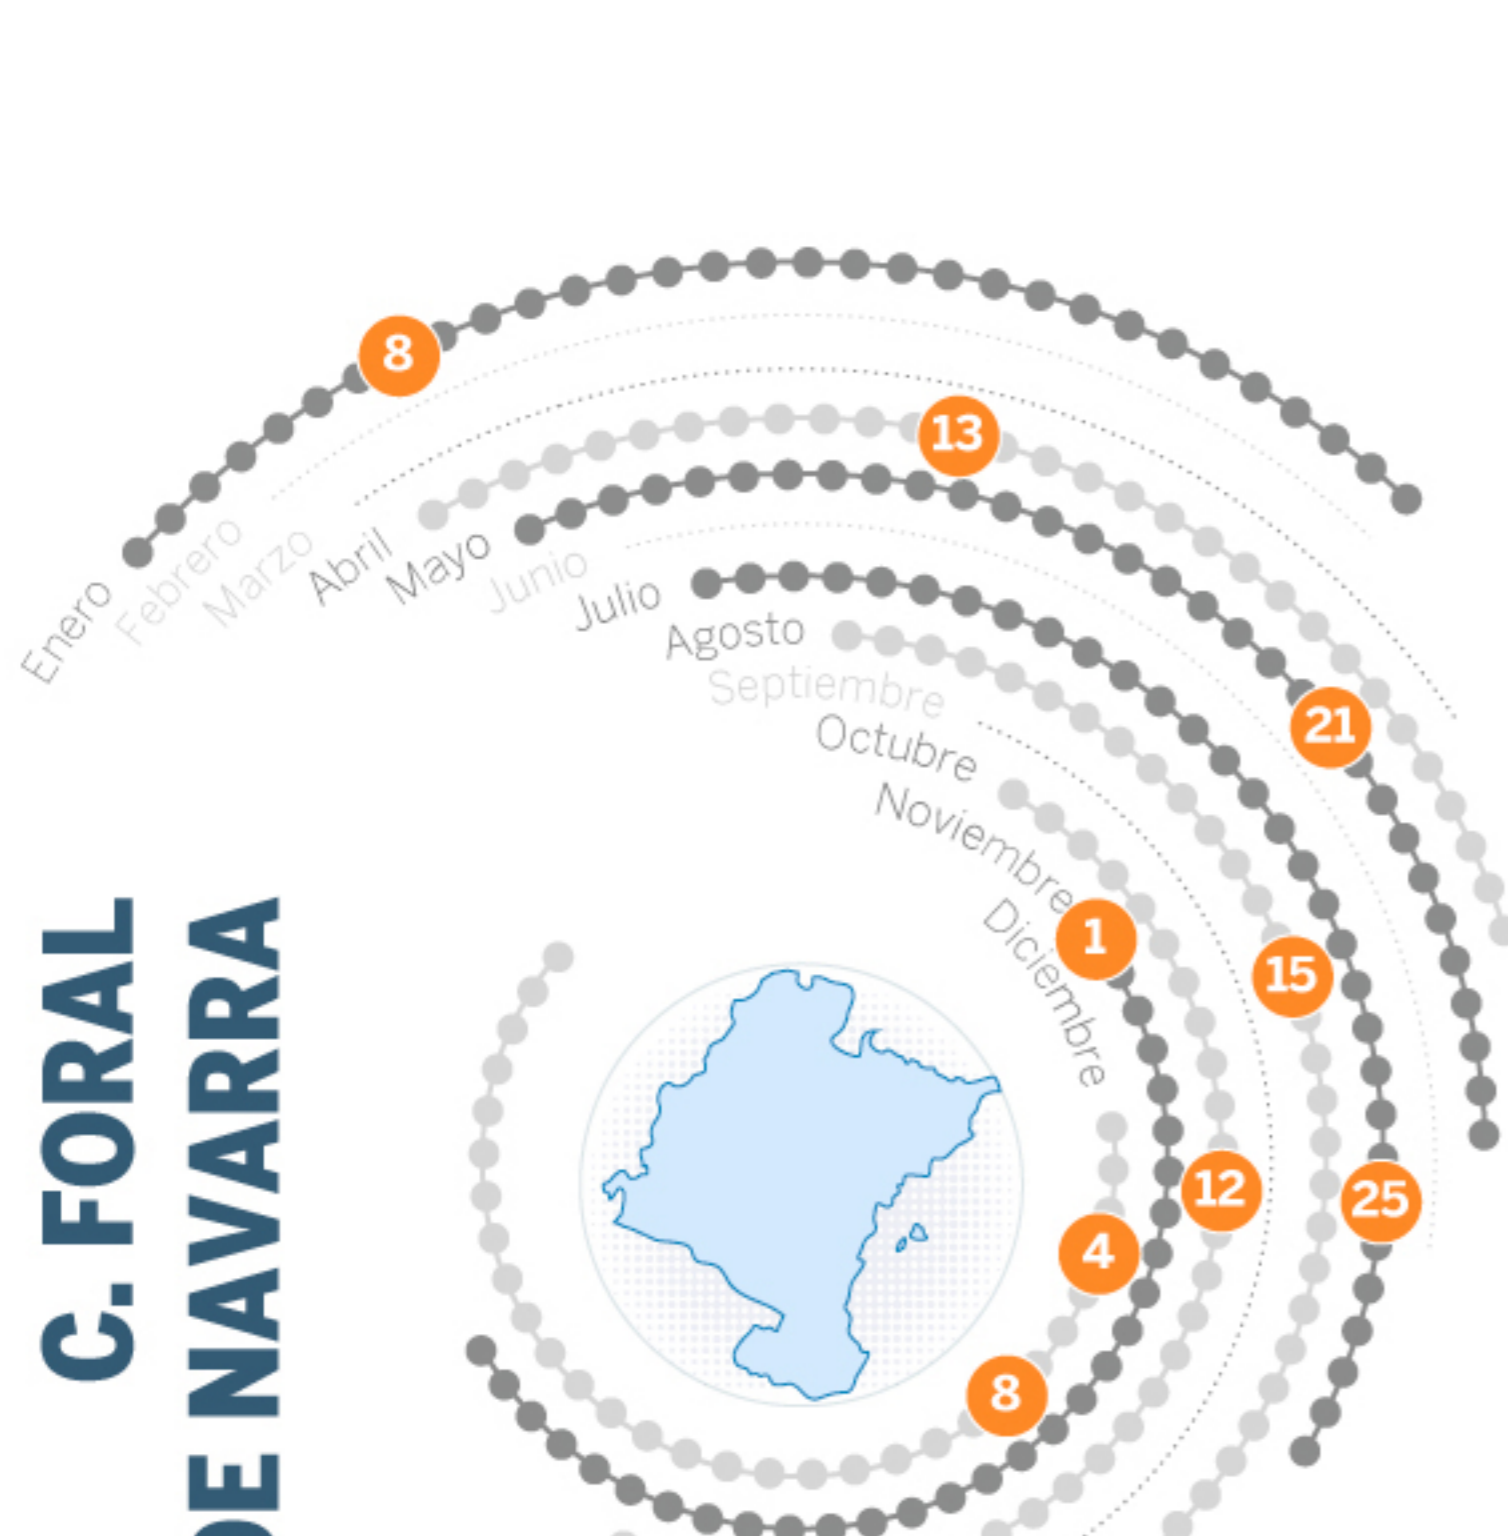 8
13
Enero
Febrero
Marzo
Abril
Mayo
Junio
Julio
Agosto
Septiembre
Octubre
Noviembre
Diciembre
21
1
15
12
25
4
8
C. FORAL
DE NAVARRA